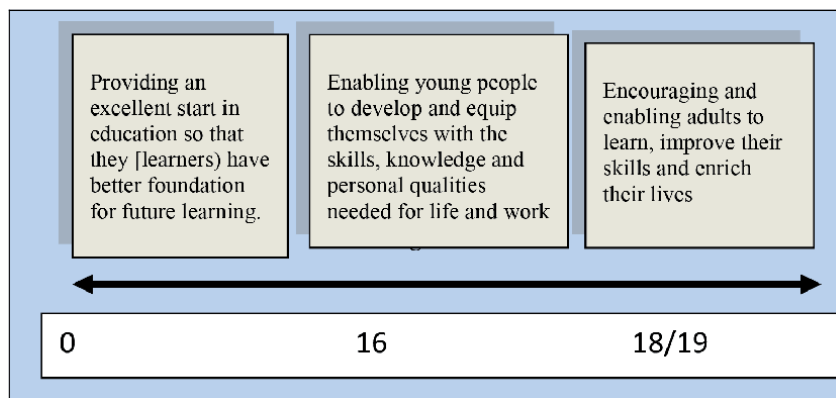 Providing an
excellent start in
education so that
they [learners) have
better foundation
for future learning.
Enabling young people
to develop and equip
themselves with the
skills, knowledge and
personal qualities
needed for life and work
Encouraging and
enabling adults to
learn, improve their
skills and enrich
their lives
0
16
18/19